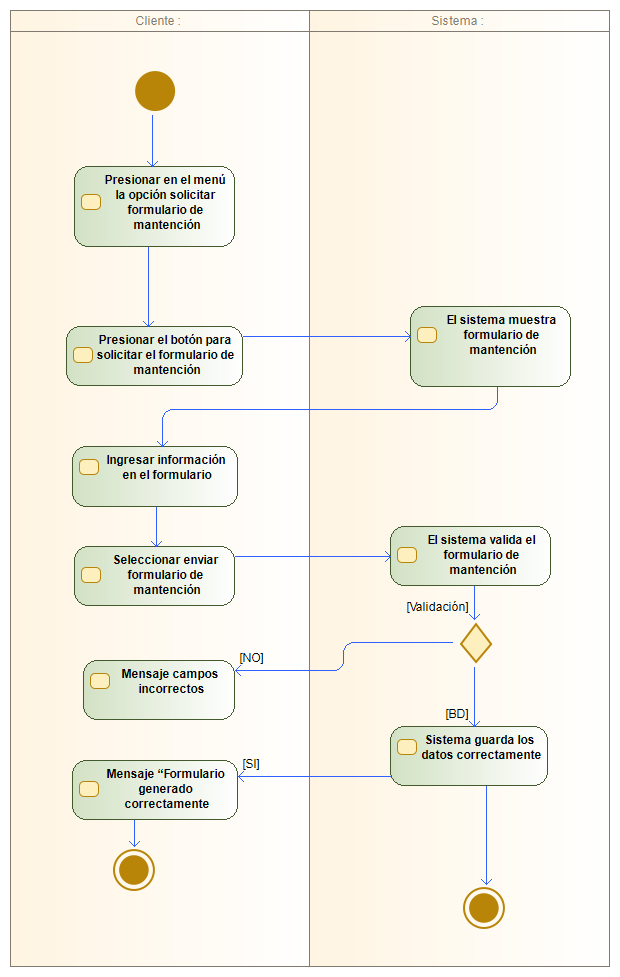 Cliente :
Sistema :
Presionar en el menú
la opción solicitar
formulario de
mantención
Presionar el botón para
solicitar el formulario de
mantención
El sistema muestra
formulario de
mantención
Ingresar información
en el formulario
Seleccionar enviar
formulario de
mantención
El sistema valida el
formulario de
mantención
[Validación]
[NO]
Mensaje campos
incorrectos
[BD]
Sistema guarda los
datos correctamente
[SI]
Mensaje “Formulario
generado
correctamente